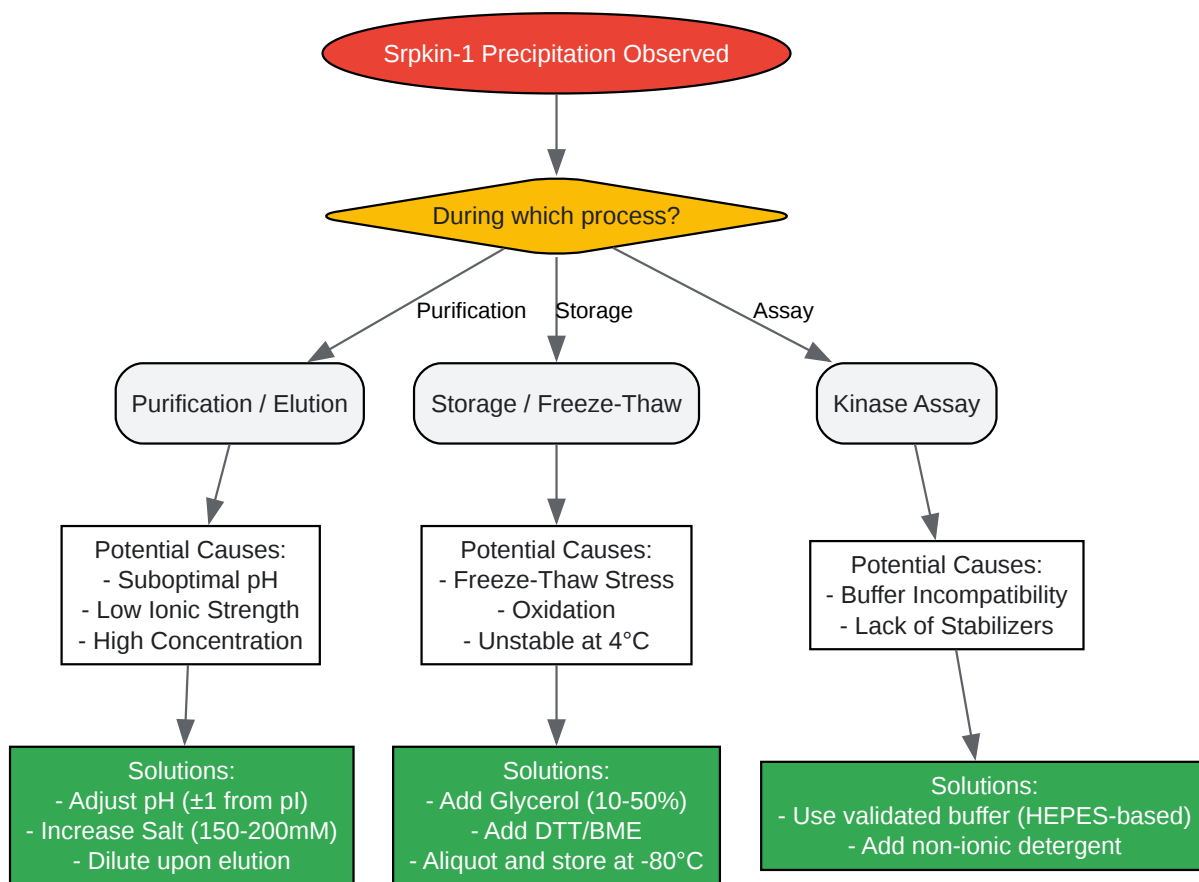 Srpkin-1 Precipitation Observed
During which process?
Purification
Storage
Assay
Purification / Elution
Storage / Freeze-Thaw
Kinase Assay
Potential Causes:
- Suboptimal pH
- Low Ionic Strength
- High Concentration
Potential Causes:
- Freeze-Thaw Stress
- Oxidation
- Unstable at 4°C
Potential Causes:
- Buffer Incompatibility
- Lack of Stabilizers
Solutions:
- Adjust pH (±1 from pI)
- Increase Salt (150-200mM)
- Dilute upon elution
Solutions:
- Add Glycerol (10-50%)
- Add DTT/BME
- Aliquot and store at -80°C
Solutions:
- Use validated buffer (HEPES-based)
- Add non-ionic detergent